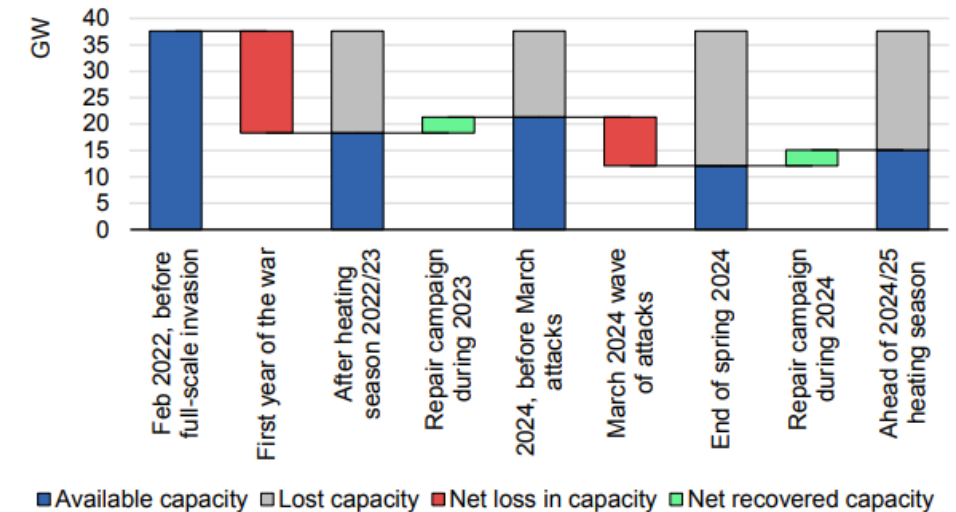 GW
40
35
30
25
20
15
10
5
0
Feb 2022, before
full-scale invasion
First year of the war
After heating
season 2022/23
Repair campaign
during 2023
2024, before March
attacks
March 2024 wave
of attacks
End of spring 2024
Repair campaign
during 2024
Ahead of 2024/25
heating season
Available capacity Lost capacity Net loss in capacity Net recovered capacity